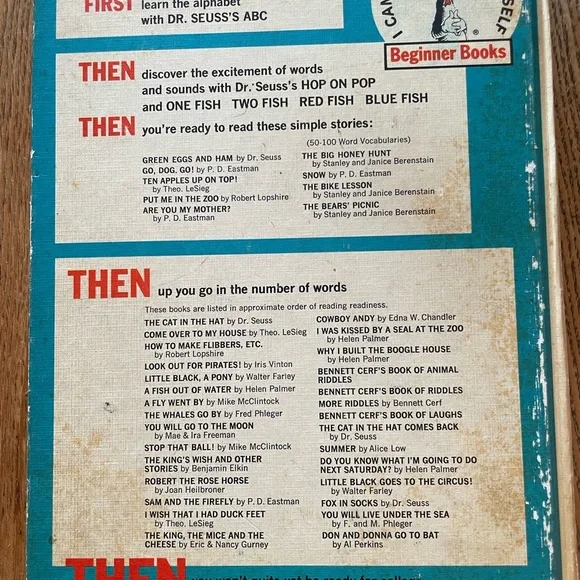 FIRST learn the alphabet
with DR. SEUSS'S ABC
I CAN
SELF
®
Beginner Books
THEN discover the excitement of words
and sounds with Dr. Seuss's HOP ON POP
and ONE FISH TWO FISH RED FISH BLUE FISH
THEN you're ready to read these simple stories:
(50-100 Word Vocabularies)
GREEN EGGS AND HAM by Dr. Seuss
GO, DOG. GO! by P. D. Eastman
TEN APPLES UP ON TOP!
by Theo. LeSieg
PUT ME IN THE ZOO by Robert Lopshire
ARE YOU MY MOTHER?
by P. D. Eastman
THE BIG HONEY HUNT
by Stanley and Janice Berenstain
SNOW by P. D. Eastman
THE BIKE LESSON
by Stanley and Janice Berenstain
THE BEARS' PICNIC
by Stanley and Janice Berenstain
THEN up you go in the number of words
These books are listed in approximate order of reading readiness.
THE CAT IN THE HAT by Dr. Seuss
COME OVER TO MY HOUSE by Theo. LeSieg
HOW TO MAKE FLIBBERS, ETC.
by Robert Lopshire
LOOK OUT FOR PIRATES! by Iris Vinton
LITTLE BLACK, A PONY by Walter Farley
A FISH OUT OF WATER by Helen Palmer
A FLY WENT BY by Mike McClintock
THE WHALES GO BY by Fred Phleger
YOU WILL GO TO THE MOON
by Mae & Ira Freeman
STOP THAT BALL! by Mike McClintock
THE KING'S WISH AND OTHER
STORIES by Benjamin Elkin
ROBERT THE ROSE HORSE
by Joan Heilbroner
SAM AND THE FIREFLY by P. D. Eastman
I WISH THAT I HAD DUCK FEET
by Theo. LeSieg
THE KING, THE MICE AND THE
CHEESE by Eric & Nancy Gurney
COWBOY ANDY by Edna W. Chandler
I WAS KISSED BY A SEAL AT THE ZOO
by Helen Palmer
WHY I BUILT THE BOOGLE HOUSE
by Helen Palmer
BENNETT CERF'S BOOK OF ANIMAL
RIDDLES
BENNETT CERF'S BOOK OF RIDDLES
MORE RIDDLES by Bennett Cerf
BENNETT CERF'S BOOK OF LAUGHS
THE CAT IN THE HAT COMES BACK
by Dr. Seuss
SUMMER by Alice Low
DO YOU KNOW WHAT I'M GOING TO DO
NEXT SATURDAY? by Helen Palmer
LITTLE BLACK GOES TO THE CIRCUS!
by Walter Farley
FOX IN SOCKS by Dr. Seuss
YOU WILL LIVE UNDER THE SEA
by F. and M. Phleger
DON AND DONNA GO TO BAT
by Al Perkins
THEN you won't quite yet be ready for college